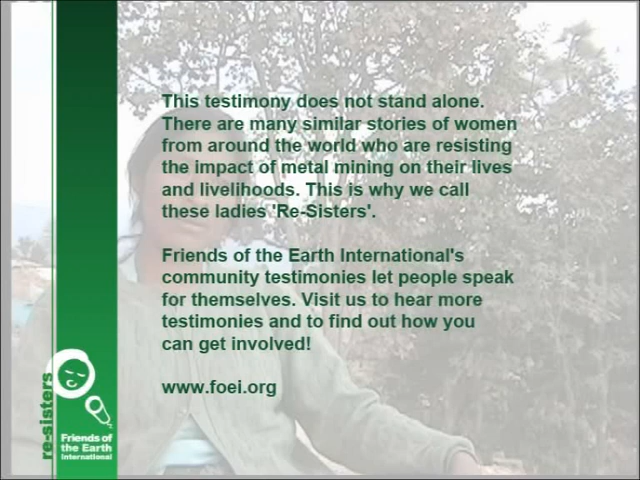 This testimony does not stand alone.
There are many similar stories of women
from around the world who are resisting
the impact of metal mining on their lives
and livelihoods. This is why we call
these ladies 'Re-Sisters'.
Friends of the Earth International's
community testimonies let people speak
for themselves. Visit us to hear more
testimonies and to find out how you
can get involved!
www.foei.org
re-sisters
Friends of
the Earth
International